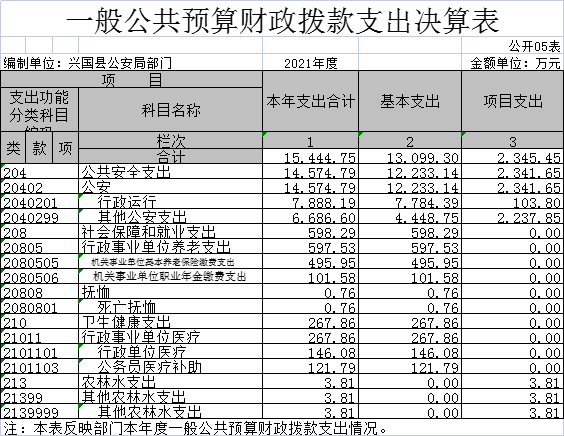 一般公共预算财政拨款支出决算表
公开05表
编制单位：兴国县公安局部门 2021年度 金额单位：万元
项 目 本年支出合计 基本支出 项目支出
支出功能分类科目编码 科目名称
类 款 项 栏次 1 2 3
合计 15,444.75 13,099.30 2,345.45
204 公共安全支出 14,574.79 12,233.14 2,341.65
20402 公安 14,574.79 12,233.14 2,341.65
2040201 行政运行 7,888.19 7,784.39 103.80
2040299 其他公安支出 6,686.60 4,448.75 2,237.85
208 社会保障和就业支出 598.29 598.29 0.00
20805 行政事业单位养老支出 597.53 597.53 0.00
2080505 机关事业单位基本养老保险缴费支出 495.95 495.95 0.00
2080506 机关事业单位职业年金缴费支出 101.58 101.58 0.00
20808 抚恤 0.76 0.76 0.00
2080801 死亡抚恤 0.76 0.76 0.00
210 卫生健康支出 267.86 267.86 0.00
21011 行政事业单位医疗 267.86 267.86 0.00
2101101 行政单位医疗 146.08 146.08 0.00
2101103 公务员医疗补助 121.79 121.79 0.00
213 农林水支出 3.81 0.00 3.81
21399 其他农林水支出 3.81 0.00 3.81
2139999 其他农林水支出 3.81 0.00 3.81
注：本表反映部门本年度一般公共预算财政拨款支出情况。